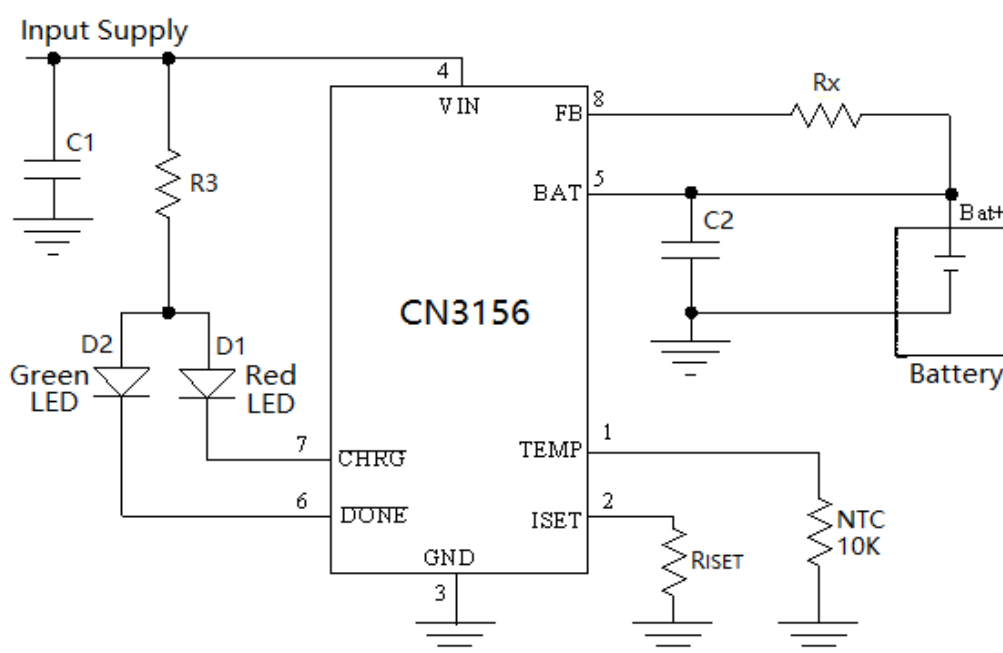 Input Supply
4
VIN
C1
R3
D2
D1
Green
LED
Red
LED
7
CHRG
6
DONE
GND
3
CN3156
FB
8
Rx
BAT
5
C2
Bat+
Battery
TEMP
1
ISET
2
RISET
NTC
10K